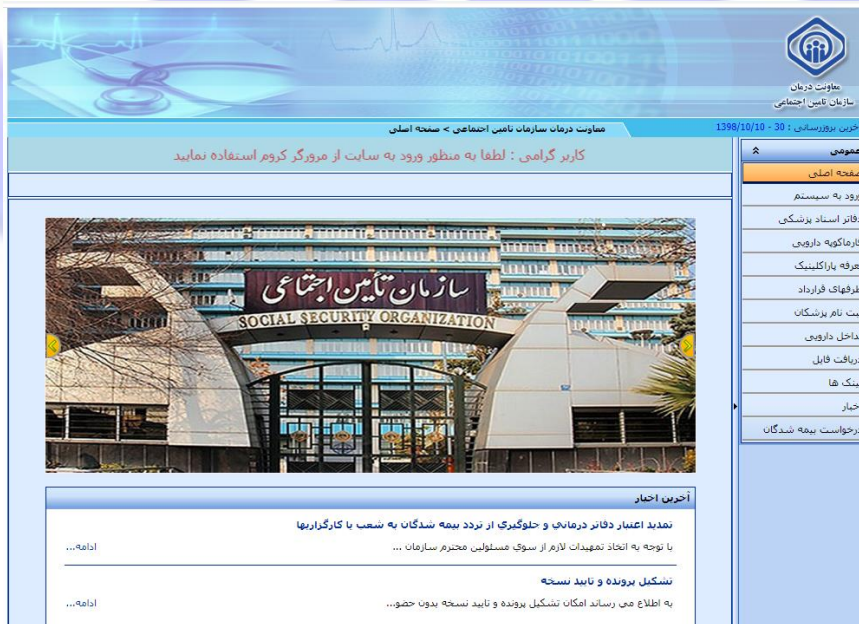 معاونت درمان
سازمان تامین اجتماعی
آخرین بروزرسانی : 30 - 1398/10/10
معاونت درمان سازمان تامین اجتماعی > صفحه اصلی
کاربر گرامی : لطفا به منظور ورود به سایت از مرورگر کروم استفاده نمایید
عمومی
صفحه اصلی
ورود به سیستم
دفاتر اسناد پزشکی
فارماکوپه دارویی
تعرفه پاراکلینیک
طرفهای قرارداد
ثبت نام پزشکان
تداخل دارویی
دریافت فایل
لینک ها
اخبار
درخواست بیمه شدگان
سازمان تأمین اجتماعی
SOCIAL SECURITY ORGANIZATION
آخرین اخبار
تمدید اعتبار دفاتر درماني و جلوگيري از تردد بیمه شدگان به شعب یا کارگزاریها
با توجه به اتخاذ تمهیدات لازم از سوي مسئولین محترم سازمان ...
ادامه...
تشکیل پرونده و تایید نسخه
به اطلاع مي رساند امکان تشکیل پرونده و تایید نسخه بدون حضو...
ادامه...